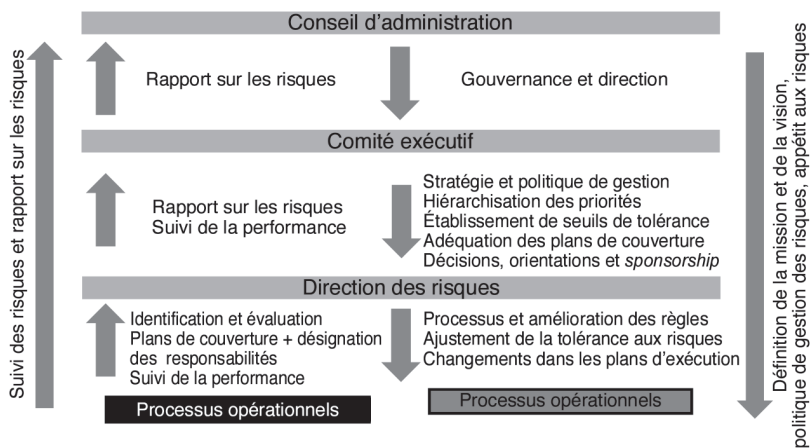 Conseil d'administration
Rapport sur les risques
Gouvernance et direction
Comité exécutif
Rapport sur les risques
Suivi de la performance
Stratégie et politique de gestion
Hiérarchisation des priorités
Établissement de seuils de tolérance
Adéquation des plans de couverture
Décisions, orientations et sponsorship
Direction des risques
Identification et évaluation
Plans de couverture + désignation
des responsabilités
Suivi de la performance
Processus et amélioration des règles
Ajustement de la tolérance aux risques
Changements dans les plans d'exécution
Processus opérationnels
Processus opérationnels
Suivi des risques et rapport sur les risques
Définition de la mission et de la vision,
politique de gestion des risques, appétit aux risques